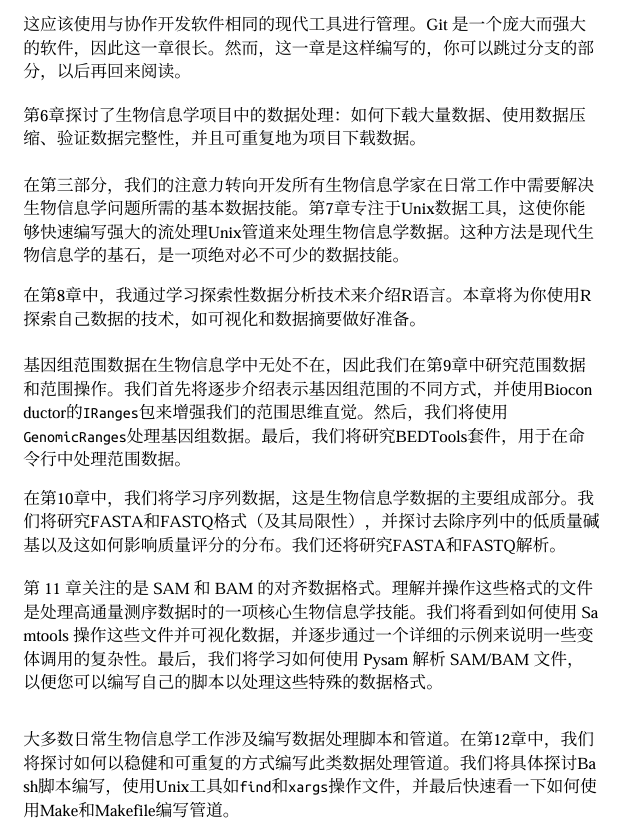 这应该使用与协作开发软件相同的现代工具进行管理。Git 是一个庞大而强大
的软件，因此这一章很长。然而，这一章是这样编写的，你可以跳过分支的部
分，以后再回来阅读。
第6章探讨了生物信息学项目中的数据处理：如何下载大量数据、使用数据压
缩、验证数据完整性，并且可重复地为项目下载数据。
在第三部分，我们的注意力转向开发所有生物信息学家在日常工作中需要解决
生物信息学问题所需的基本数据技能。第7章专注于Unix数据工具，这使你能
够快速编写强大的流处理Unix管道来处理生物信息学数据。这种方法是现代生
物信息学的基石，是一项绝对必不可少的数据技能。
在第8章中，我通过学习探索性数据分析技术来介绍R语言。本章将为你使用R
探索自己数据的技术，如可视化和数据摘要做好准备。
基因组范围数据在生物信息学中无处不在，因此我们在第9章中研究范围数据
和范围操作。我们首先将逐步介绍表示基因组范围的不同方式，并使用Biocon
ductor的IRanges包来增强我们的范围思维直觉。然后，我们将使用
GenomicRanges处理基因组数据。最后，我们将研究BEDTools套件，用于在命
令行中处理范围数据。
在第10章中，我们将学习序列数据，这是生物信息学数据的主要组成部分。我
们将研究FASTA和FASTQ格式（及其局限性），并探讨去除序列中的低质量碱
基以及这如何影响质量评分的分布。我们还将研究FASTA和FASTQ解析。
第 11 章关注的是 SAM 和 BAM 的对齐数据格式。理解并操作这些格式的文件
是处理高通量测序数据时的一项核心生物信息学技能。我们将看到如何使用 Sa
mtools 操作这些文件并可视化数据，并逐步通过一个详细的示例来说明一些变
体调用的复杂性。最后，我们将学习如何使用 Pysam 解析 SAM/BAM 文件，
以便您可以编写自己的脚本以处理这些特殊的数据格式。
大多数日常生物信息学工作涉及编写数据处理脚本和管道。在第12章中，我们
将探讨如何以稳健和可重复的方式编写此类数据处理管道。我们将具体探讨Ba
sh脚本编写，使用Unix工具如find和xargs操作文件，并最后快速看一下如何使
用Make和Makefile编写管道。